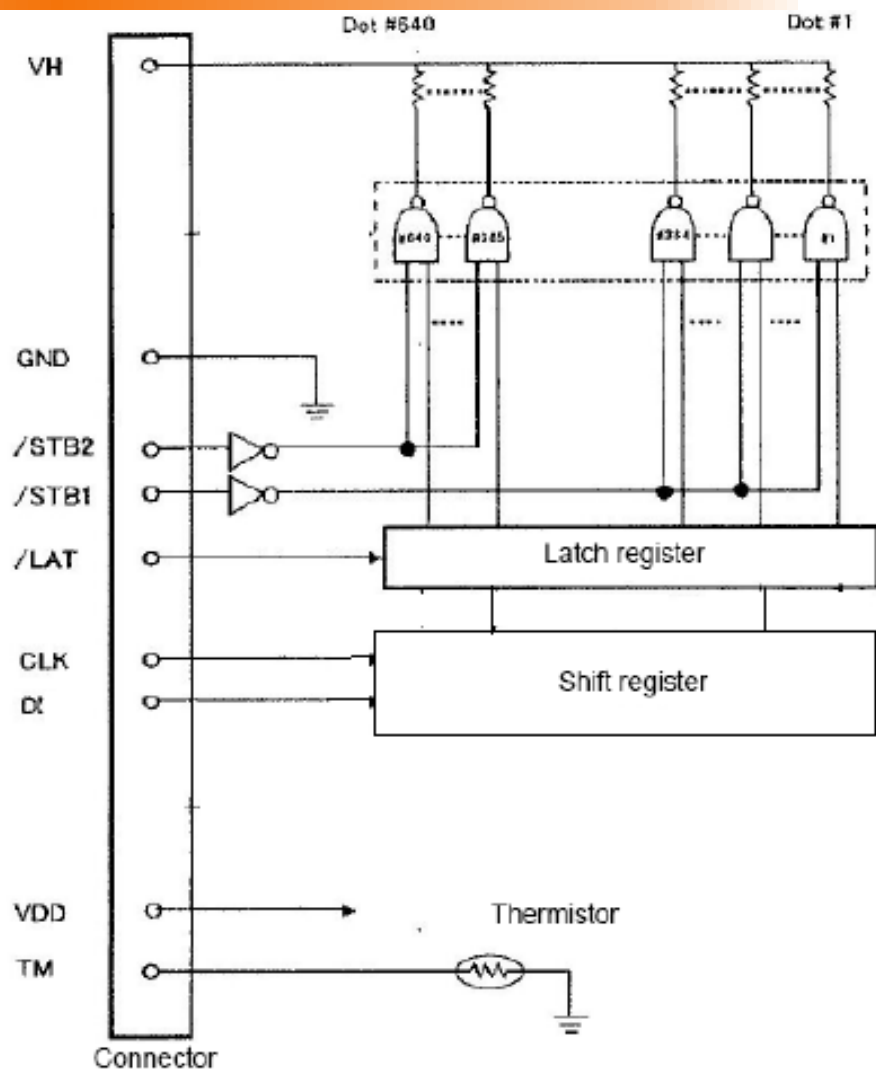 Dot #640 Dot #1
VH
#640 #385 #384 #1
GND
/STB2
/STB1
/LAT
Latch register
CLK
Shift register
DI
VDD
Thermistor
TM
Connector